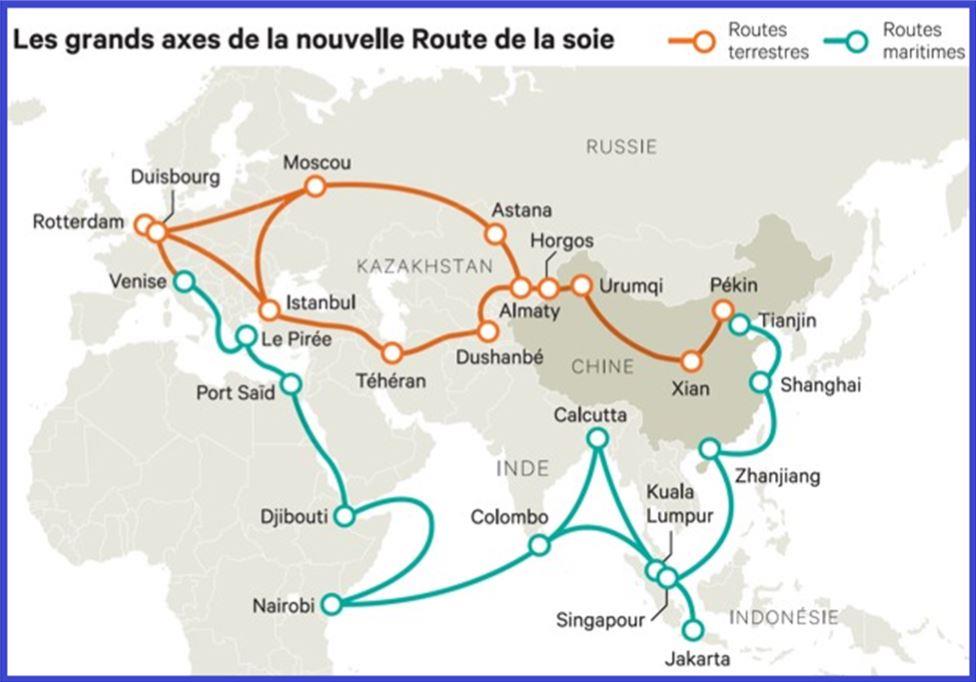 Les grands axes de la nouvelle Route de la soie
Routes
terrestres
Routes
maritimes
RUSSIE
Moscou
Duisbourg
Rotterdam
Astana
Horgos
KAZAKHSTAN
Venise
Urumqi
Pékin
Istanbul
Almaty
Tianjin
Le Pirée
Dushanbé
CHINE
Téhéran
Xian
Shanghai
Port Saïd
Calcutta
INDE
Zhanjiang
Kuala
Lumpur
Djibouti
Colombo
Nairobi
Singapour
INDONÉSIE
Jakarta